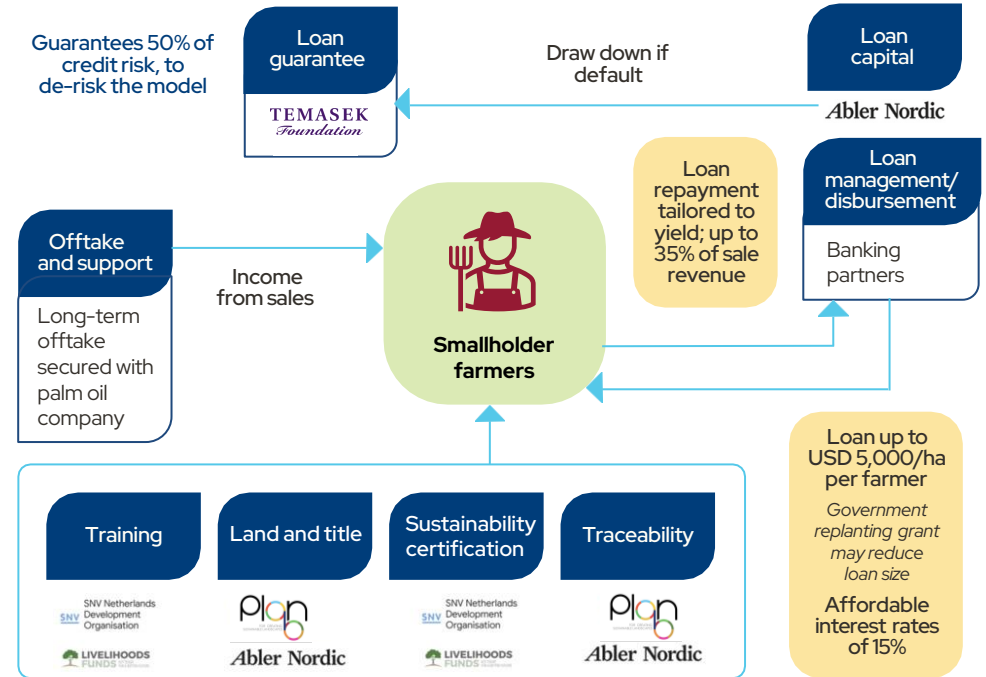 Guarantees 50% of
credit risk, to
de-risk the model
Loan
guarantee
TEMASEK
Foundation
Draw down if
default
Loan
capital
Abler Nordic
Loan
repayment
tailored to
yield; up to
35% of sale
revenue
Loan
management/
disbursement
Banking
partners
Offtake
and support
Long-term
offtake
secured with
palm oil
company
Income
from sales
Smallholder
farmers
Loan up to
USD 5,000/ha
per farmer
Government
replanting grant
may reduce
loan size
Affordable
interest rates
of 15%
Training
SNV
SNV Netherlands
Development
Organisation
LIVELIHOODS
FUNDS
Land and title
Plan b
Abler Nordic
Sustainability
certification
SNV
SNV Netherlands
Development
Organisation
LIVELIHOODS
FUNDS
Traceability
Plan b
Abler Nordic